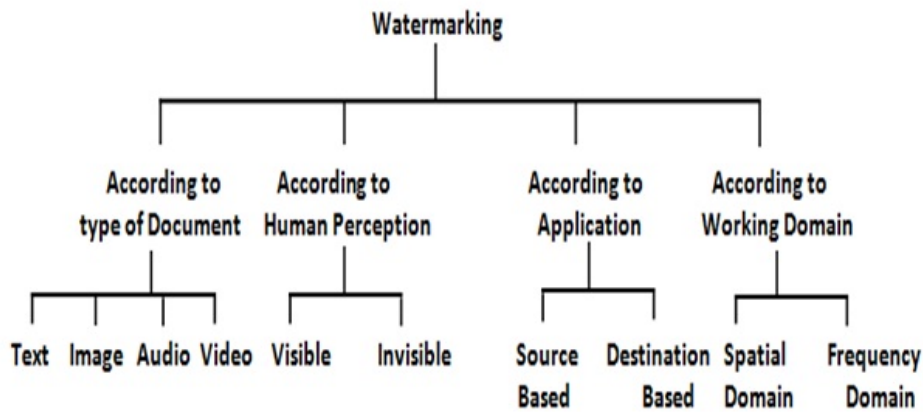 Watermarking
According to According to According to According to
type of Document Human Perception Application Working Domain
Text Image Audio Video Visible Invisible Source Destination Spatial Frequency
Based Based Domain Domain